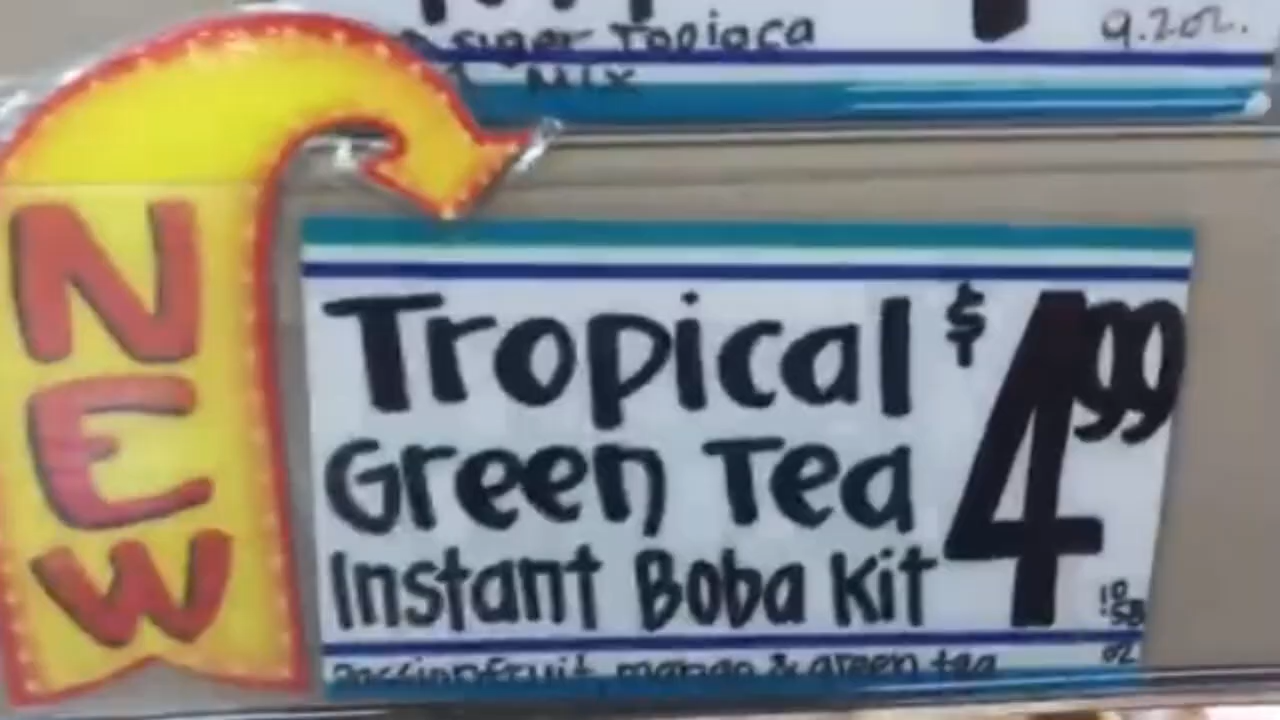 sugar Tapioca
Mix
9.2oz.
NEW
Tropical
Green Tea
Instant Boba Kit
$4.99
10.58
oz
passionfruit, mango & green tea